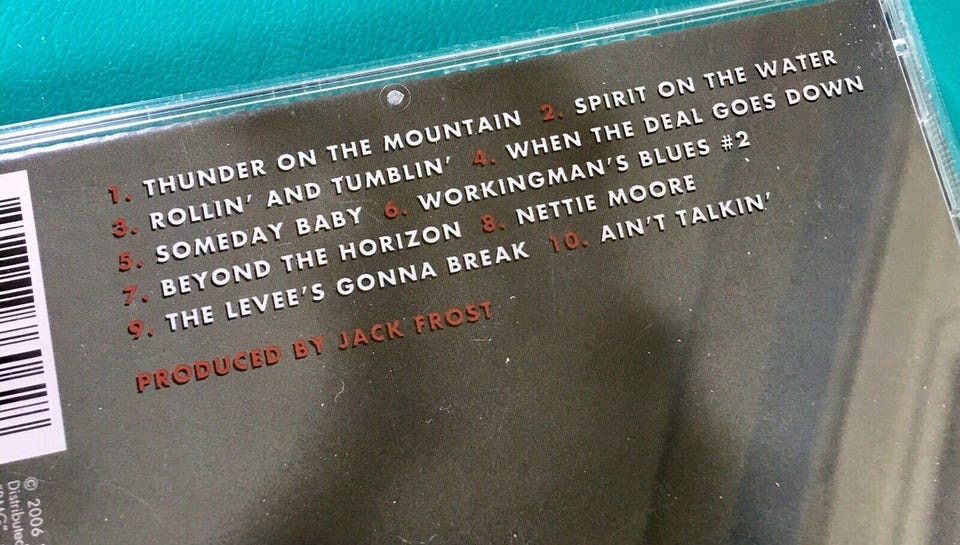 1. THUNDER ON THE MOUNTAIN 2. SPIRIT ON THE WATER
3. ROLLIN' AND TUMBLIN' 4. WHEN THE DEAL GOES DOWN
5. SOMEDAY BABY 6. WORKINGMAN'S BLUES #2
7. BEYOND THE HORIZON 8. NETTIE MOORE
9. THE LEVEE'S GONNA BREAK 10. AIN'T TALKIN'
PRODUCED BY JACK FROST
© 2006
Distributed
"BMG"